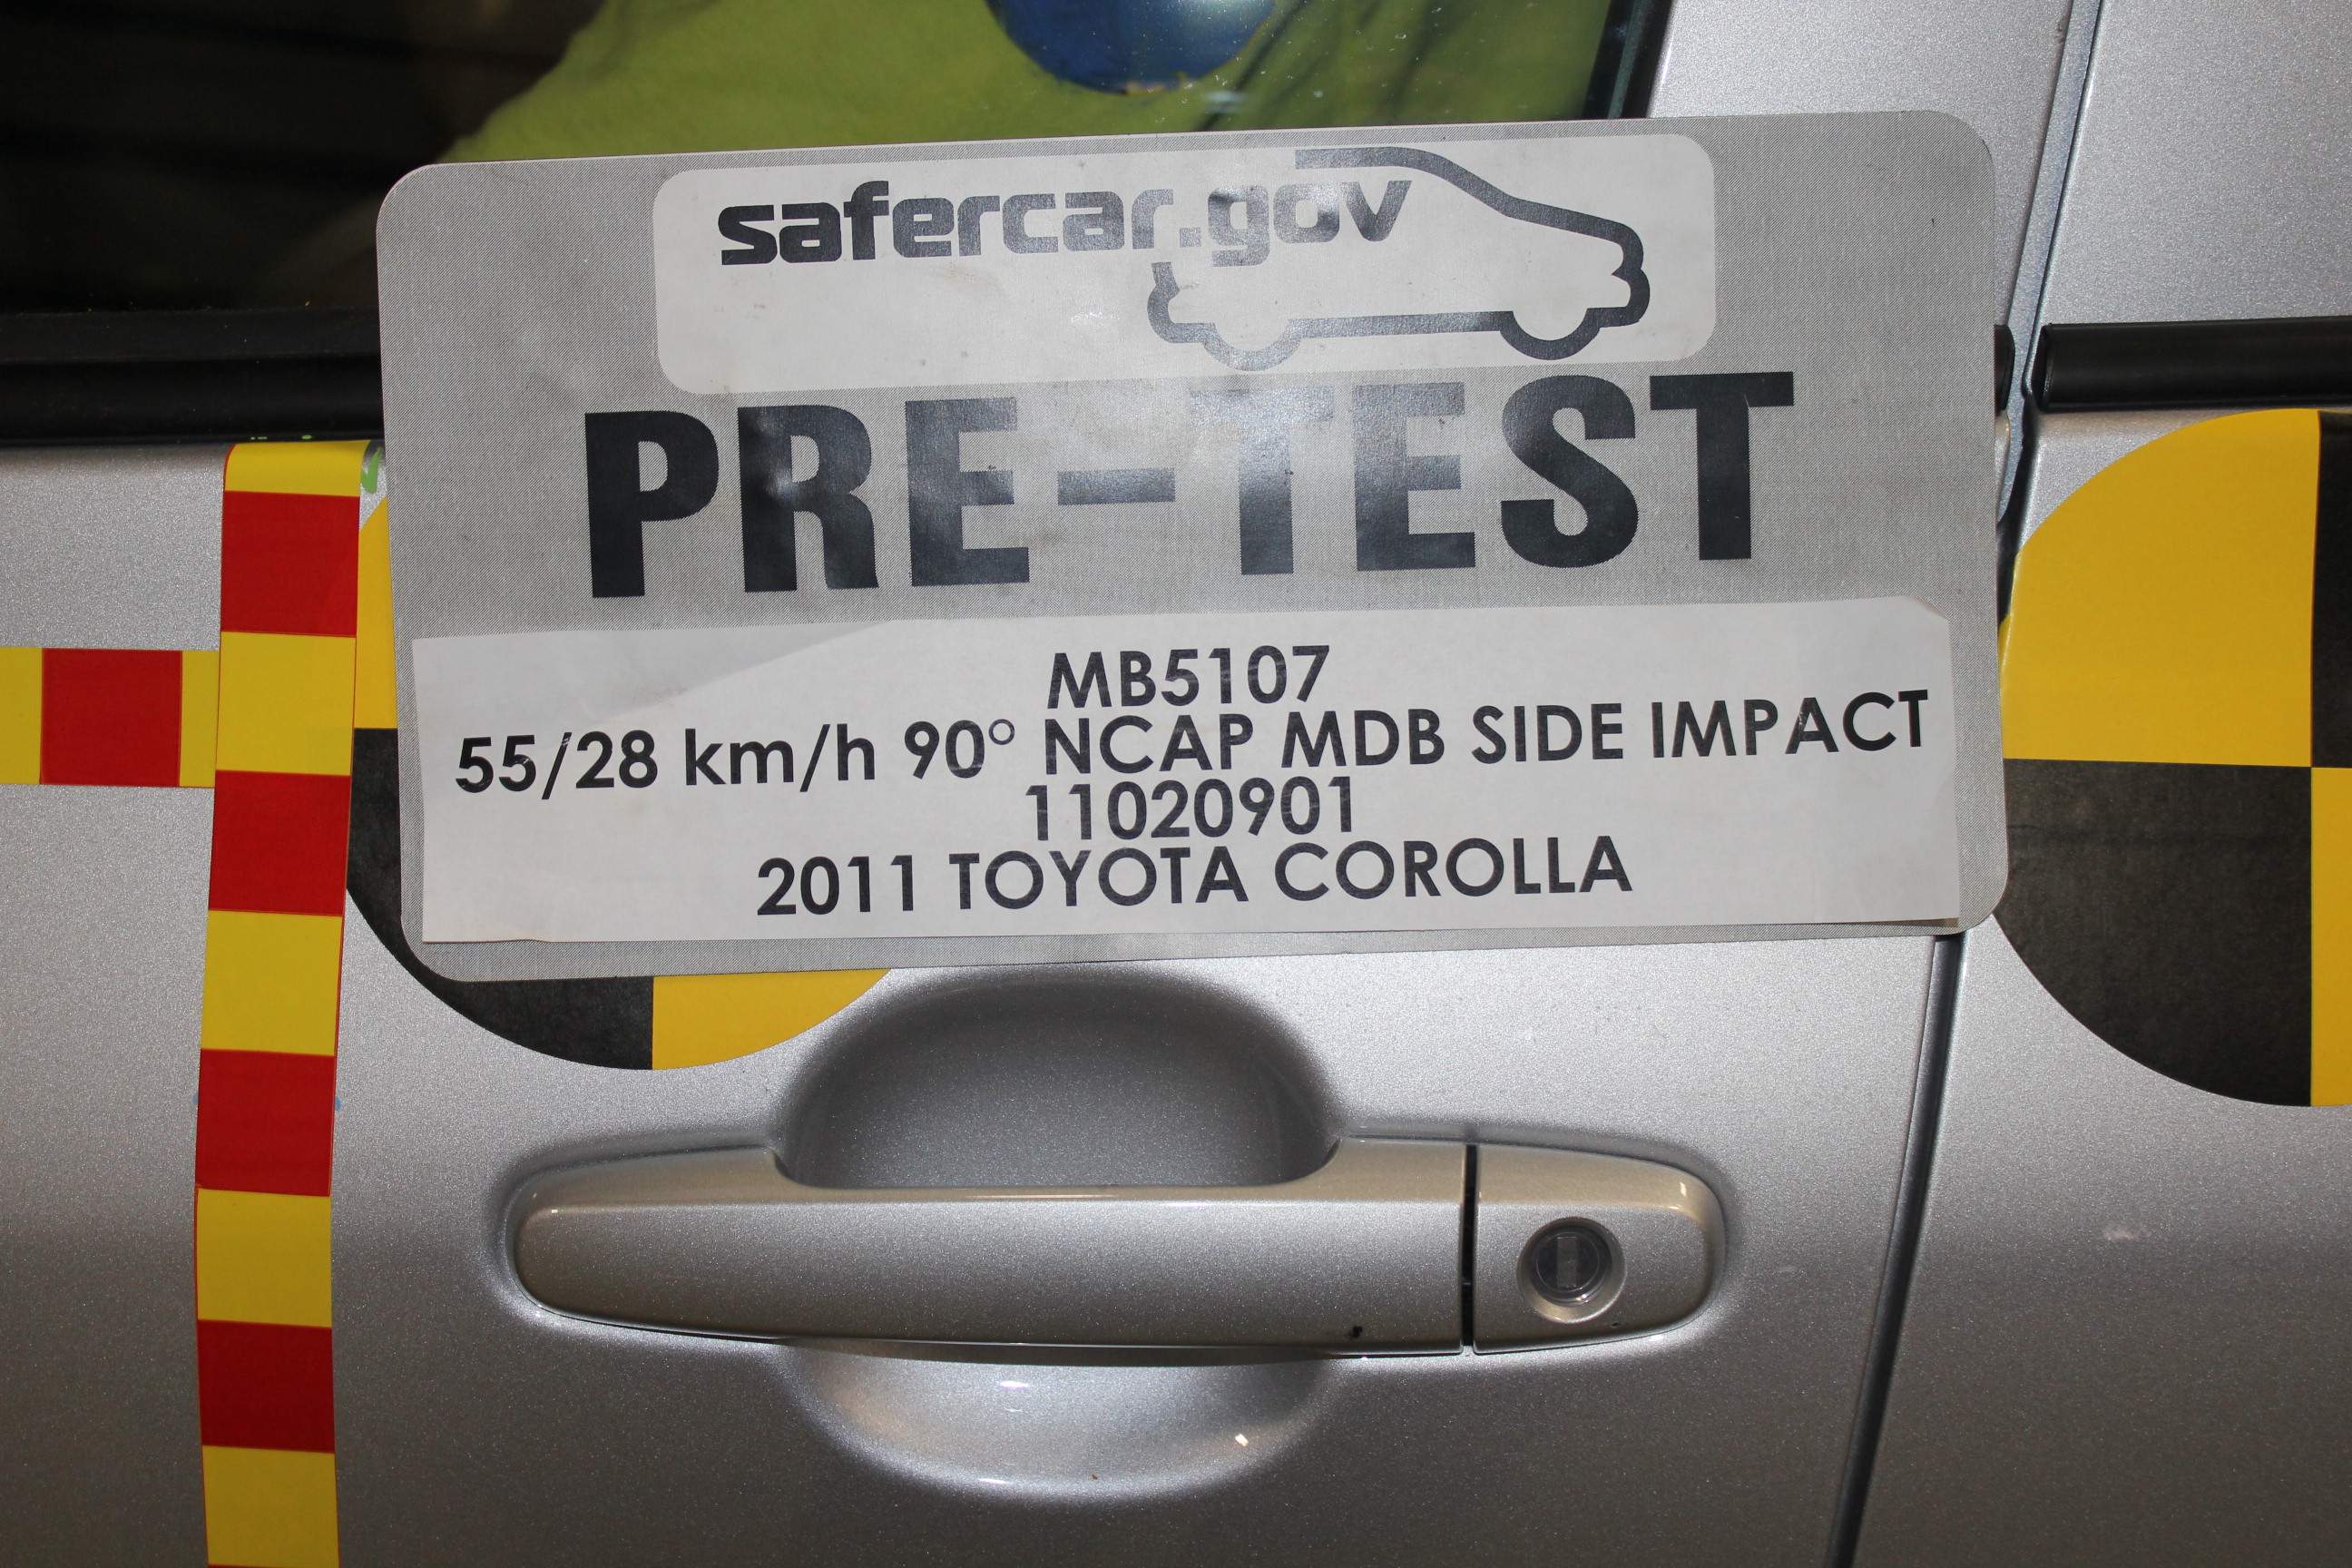 safercar.gov
PRE-TEST
MB5107
55/28 km/h 90° NCAP MDB SIDE IMPACT
11020901
2011 TOYOTA COROLLA